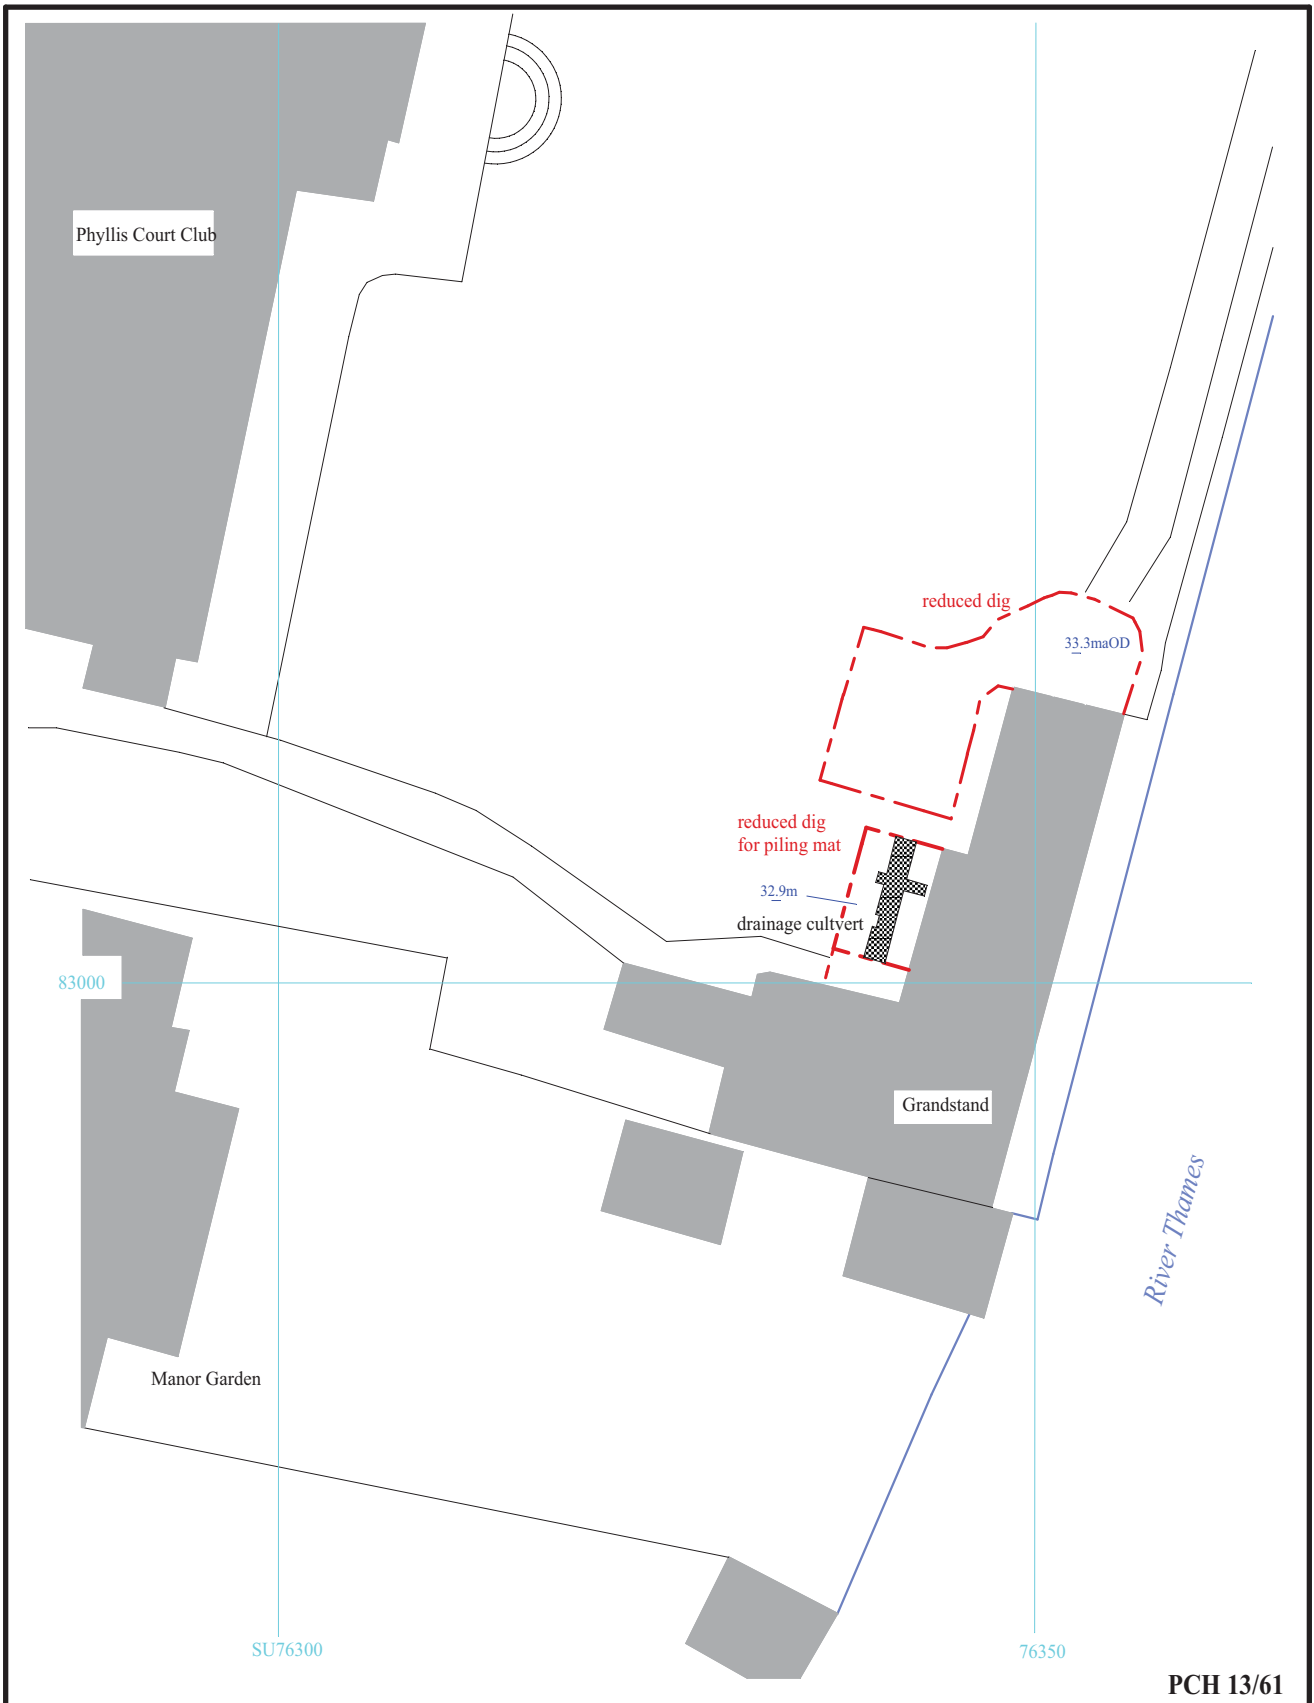 Phyllis Court Club
reduced dig
33.3maOD
reduced dig
for piling mat
32.9m
drainage cultvert
83000
Grandstand
River Thames
Manor Garden
SU76300
76350
PCH 13/61